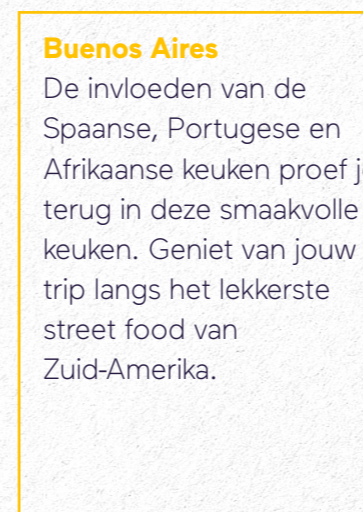 Buenos Aires
De invloeden van de
Spaanse, Portugese en
Afrikaanse keuken proef
terug in deze smaakvolle
keuken. Geniet van jouw
trip langs het lekkerste
street food van
Zuid-Amerika.